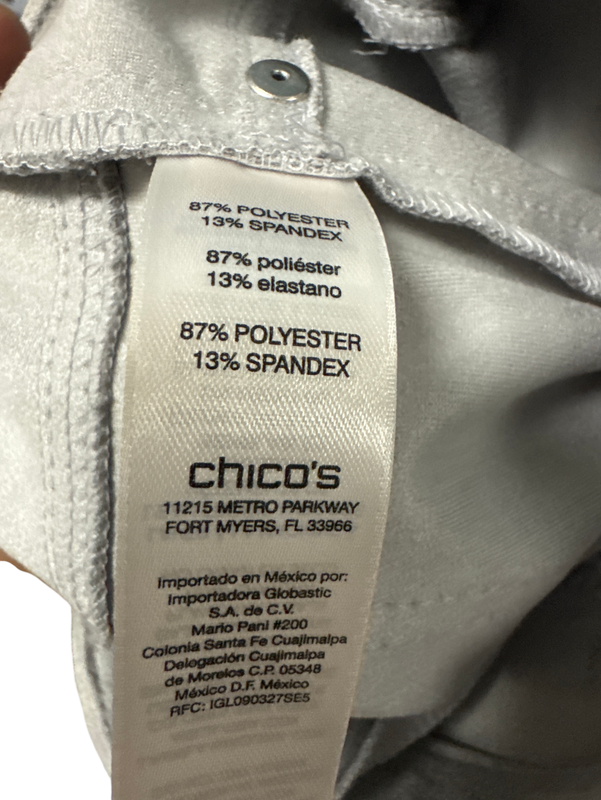 87% POLYESTER
13% SPANDEX
87% poliéster
13% elastano
87% POLYESTER
13% SPANDEX
chico's
11215 METRO PARKWAY
FORT MYERS, FL 33966
Importado en México por:
Importadora Globastic
S.A. de C.V.
Mario Pani #200
Colonia Santa Fe Cuajimalpa
Delegación Cuajimalpa
de Morelos C.P. 05348
México D.F. México
RFC: IGL090327SE5